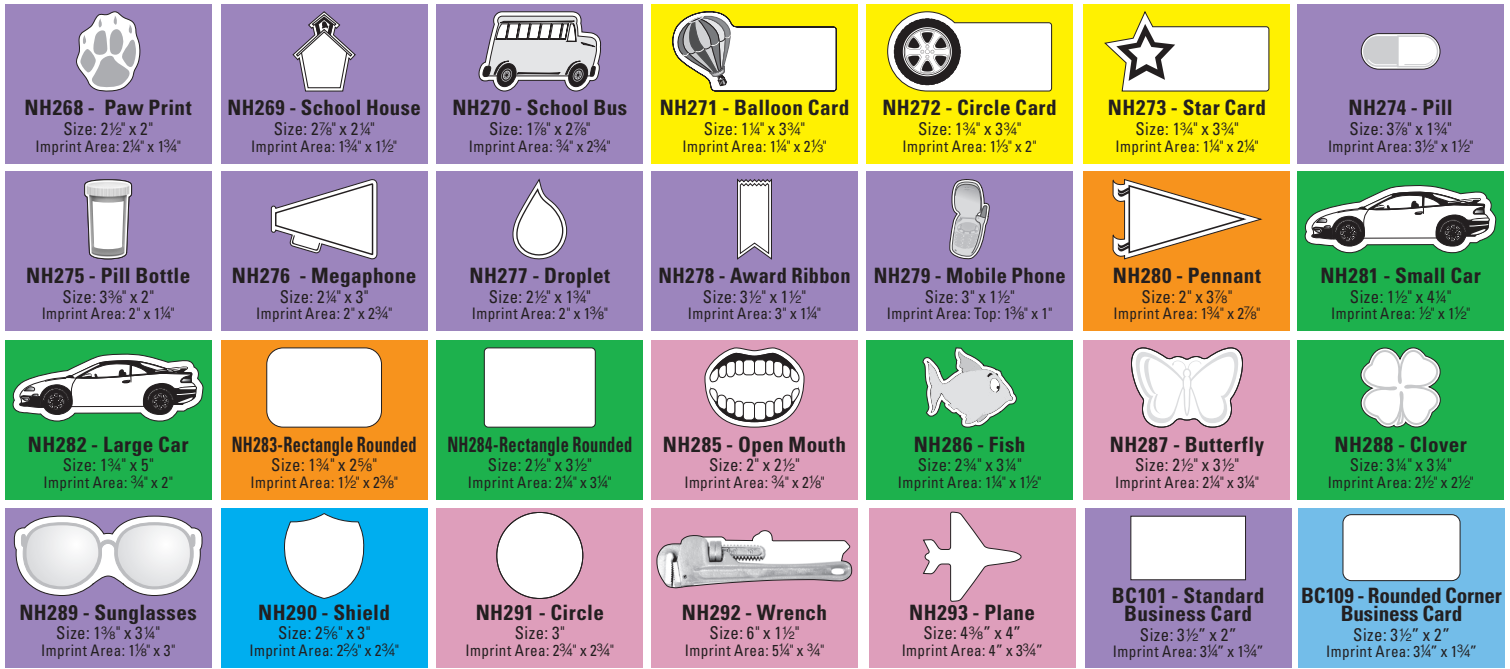 NH268 - Paw Print
Size: 2½" x 2"
Imprint Area: 2¼" x 1¾"
NH269 - School House
Size: 2⅞" x 2¼"
Imprint Area: 1¾" x 1½"
NH270 - School Bus
Size: 1⅞" x 2⅞"
Imprint Area: ¾" x 2¾"
NH271 - Balloon Card
Size: 1¼" x 3¾"
Imprint Area: 1¼" x 2⅓"
NH272 - Circle Card
Size: 1¾" x 3¾"
Imprint Area: 1⅓" x 2"
NH273 - Star Card
Size: 1¾" x 3¾"
Imprint Area: 1¼" x 2¼"
NH274 - Pill
Size: 3⅞" x 1¾"
Imprint Area: 3½" x 1½"
NH275 - Pill Bottle
Size: 3⅜" x 2"
Imprint Area: 2" x 1¼"
NH276 - Megaphone
Size: 2¼" x 3"
Imprint Area: 2" x 2¾"
NH277 - Droplet
Size: 2½" x 1¾"
Imprint Area: 2" x 1⅜"
NH278 - Award Ribbon
Size: 3½" x 1½"
Imprint Area: 3" x 1¼"
NH279 - Mobile Phone
Size: 3" x 1½"
Imprint Area: Top: 1⅜" x 1"
NH280 - Pennant
Size: 2" x 3⅞"
Imprint Area: 1¾" x 2⅞"
NH281 - Small Car
Size: 1½" x 4¼"
Imprint Area: ½" x 1½"
NH282 - Large Car
Size: 1¾" x 5"
Imprint Area: ¾" x 2"
NH283-Rectangle Rounded
Size: 1¾" x 2⅝"
Imprint Area: 1½" x 2⅜"
NH284-Rectangle Rounded
Size: 2½" x 3½"
Imprint Area: 2¼" x 3¼"
NH285 - Open Mouth
Size: 2" x 2½"
Imprint Area: ¾" x 2⅛"
NH286 - Fish
Size: 2¾" x 3¼"
Imprint Area: 1¼" x 1½"
NH287 - Butterfly
Size: 2½" x 3½"
Imprint Area: 2¼" x 3¼"
NH288 - Clover
Size: 3¼" x 3¼"
Imprint Area: 2½" x 2½"
NH289 - Sunglasses
Size: 1⅜" x 3¼"
Imprint Area: 1⅛" x 3"
NH290 - Shield
Size: 2⅝" x 3"
Imprint Area: 2⅔" x 2¾"
NH291 - Circle
Size: 3"
Imprint Area: 2¾" x 2¾"
NH292 - Wrench
Size: 6" x 1½"
Imprint Area: 5¼" x ¾"
NH293 - Plane
Size: 4⅜” x 4”
Imprint Area: 4” x 3¾”
BC101 - Standard
Business Card
Size: 3½” x 2”
Imprint Area: 3¼” x 1¾”
BC109 - Rounded Corner
Business Card
Size: 3½” x 2”
Imprint Area: 3¼” x 1¾”